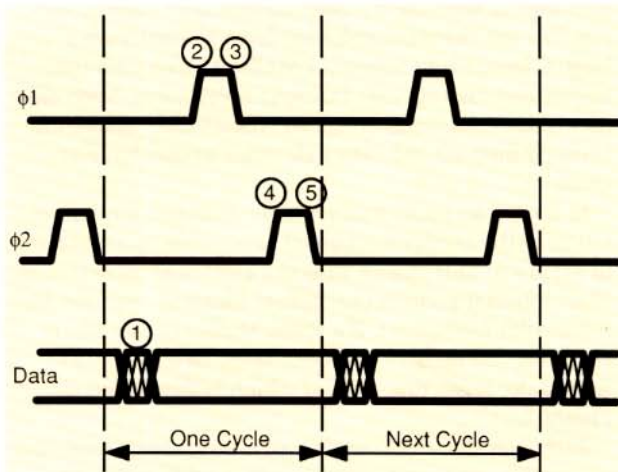 ② ③
ϕ1
④ ⑤
ϕ2
①
Data
One Cycle Next Cycle